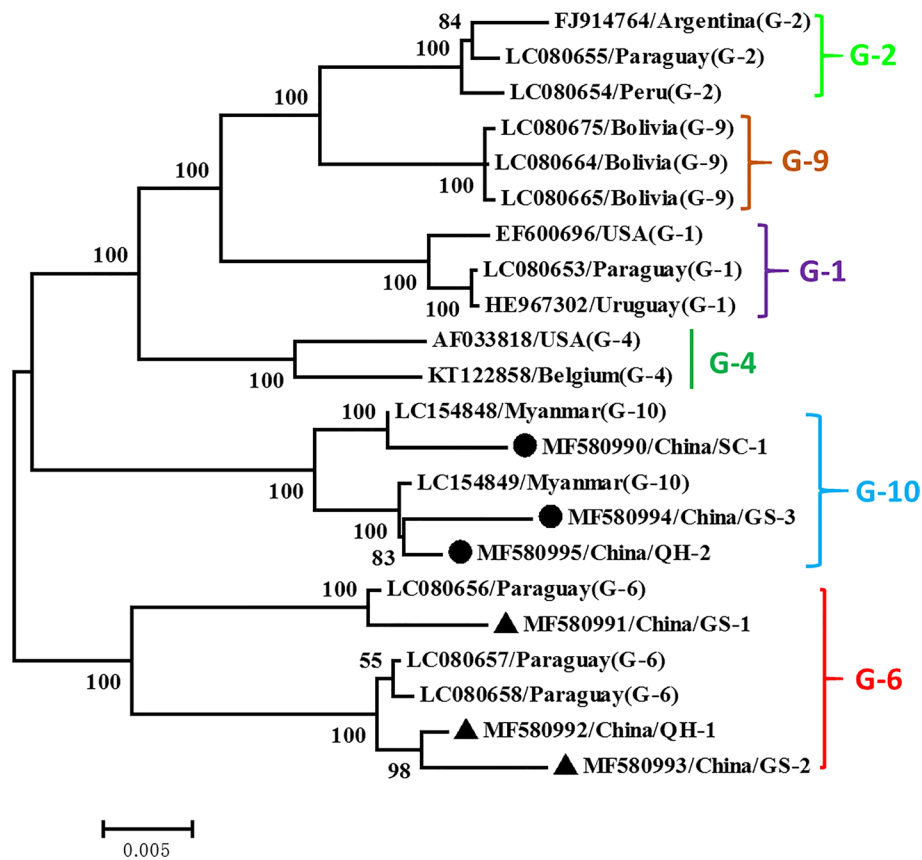 84
FJ914764/Argentina(G-2)
100
LC080655/Paraguay(G-2)
G-2
LC080654/Peru(G-2)
100
LC080675/Bolivia(G-9)
LC080664/Bolivia(G-9)
G-9
100
LC080665/Bolivia(G-9)
100
EF600696/USA(G-1)
100
LC080653/Paraguay(G-1)
G-1
100
HE967302/Uruguay(G-1)
100
AF033818/USA(G-4)
G-4
100
KT122858/Belgium(G-4)
100
LC154848/Myanmar(G-10)
MF580990/China/SC-1
100
LC154849/Myanmar(G-10)
G-10
100
MF580994/China/GS-3
83
MF580995/China/QH-2
100
LC080656/Paraguay(G-6)
MF580991/China/GS-1
100
55
LC080657/Paraguay(G-6)
G-6
LC080658/Paraguay(G-6)
100
MF580992/China/QH-1
98
MF580993/China/GS-2
0.005